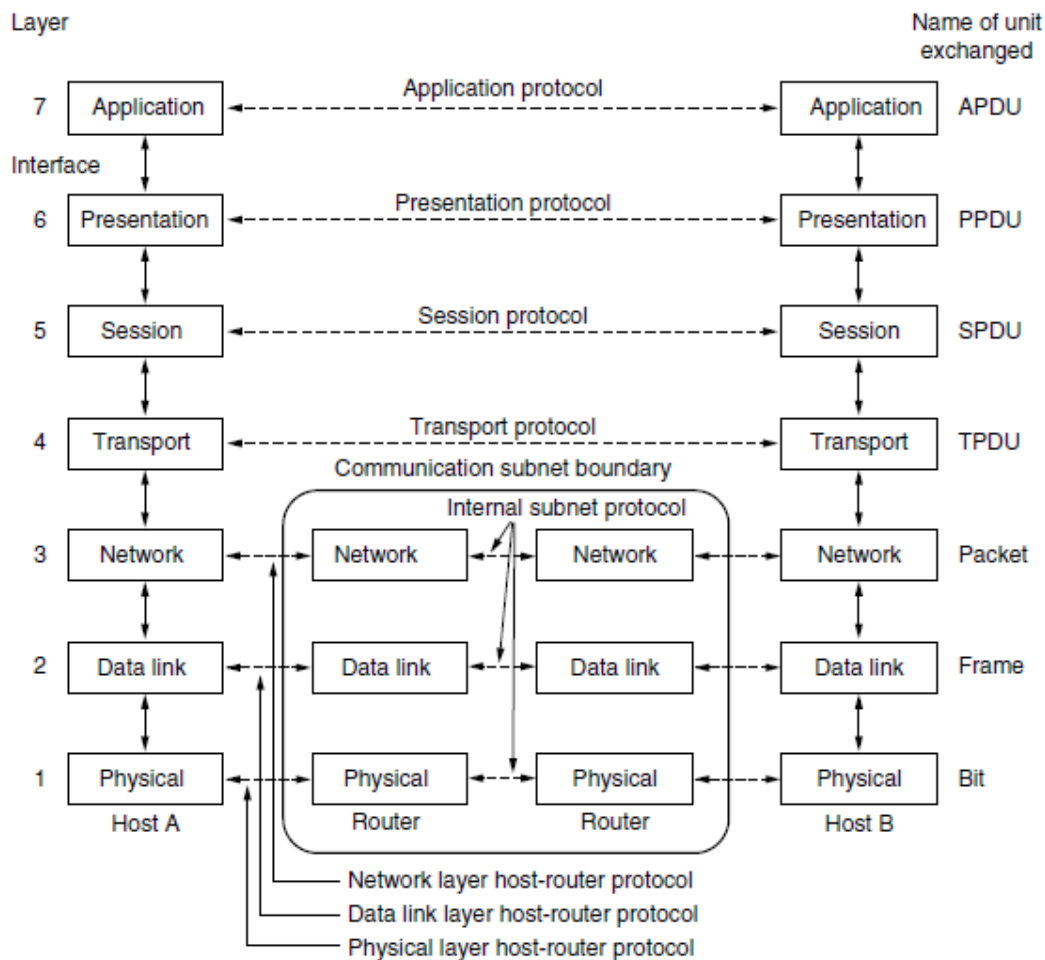 Layer
Name of unit
exchanged
Application protocol
7 Application Application APDU
Interface
Presentation protocol
6 Presentation Presentation PPDU
Session protocol
5 Session Session SPDU
Transport protocol
4 Transport Transport TPDU
Communication subnet boundary
Internal subnet protocol
3 Network Network Network Network Packet
2 Data link Data link Data link Data link Frame
1 Physical Physical Physical Physical Bit
Host A Router Router Host B
Network layer host-router protocol
Data link layer host-router protocol
Physical layer host-router protocol